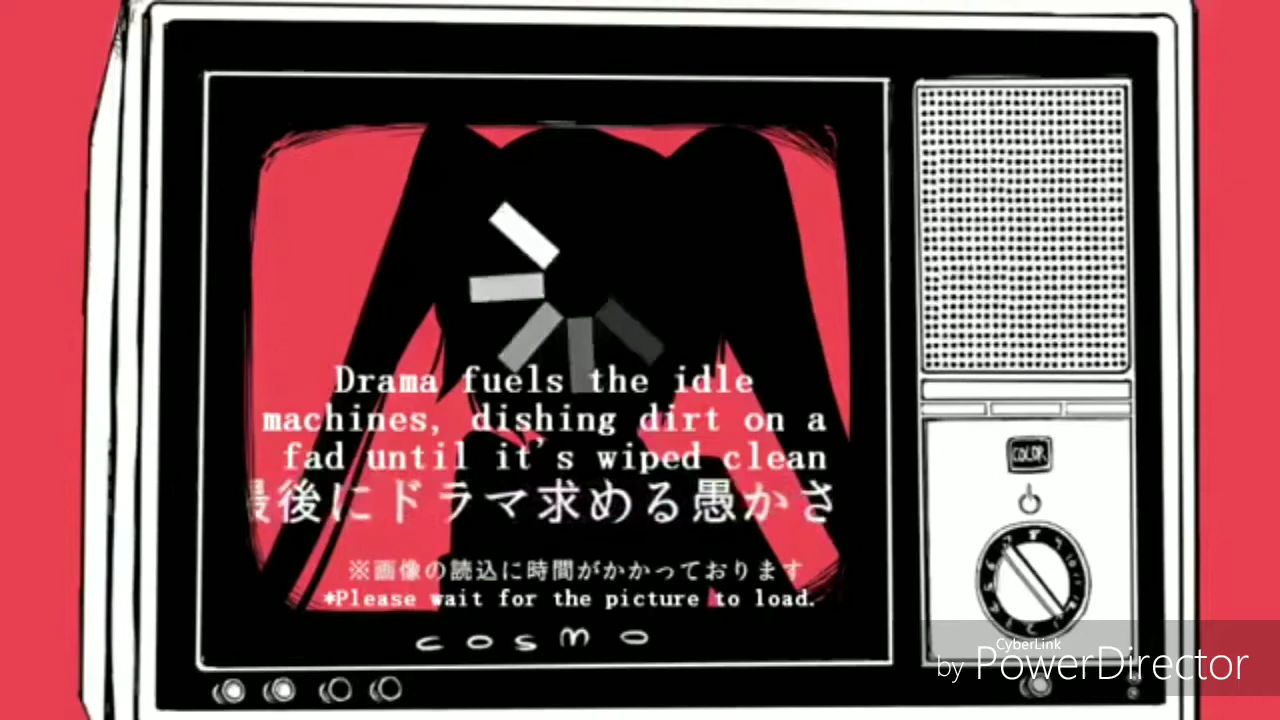 Drama fuels the idle
machines, dishing dirt on a
fad until it's wiped clean
最後にドラマ求める愚かさ
※画像の読込に時間がかかっております
*Please wait for the picture to load.
cosmo
COLOR
CyberLink
by PowerDirector